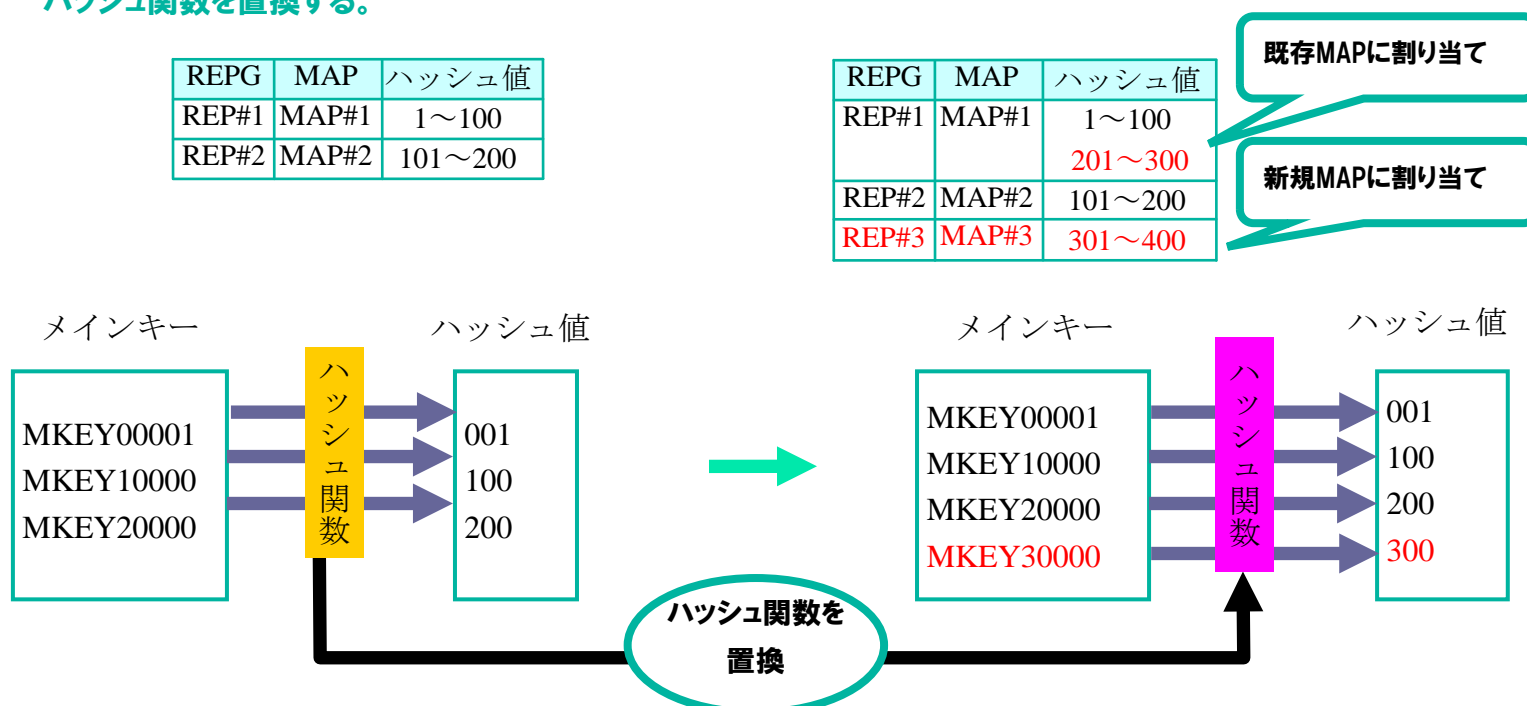 ハッシュ関数を置換する。
REPG MAP ハッシュ値
REP#1 MAP#1 1～100
REP#2 MAP#2 101～200
REPG MAP ハッシュ値
REP#1 MAP#1 1～100
201～300
REP#2 MAP#2 101～200
REP#3 MAP#3 301～400
既存MAPに割り当て
新規MAPに割り当て
メインキー
ハッシュ値
MKEY00001
MKEY10000
MKEY20000
ハッシュ関数
001
100
200
メインキー
ハッシュ値
MKEY00001
MKEY10000
MKEY20000
MKEY30000
ハッシュ関数
001
100
200
300
ハッシュ関数を
置換